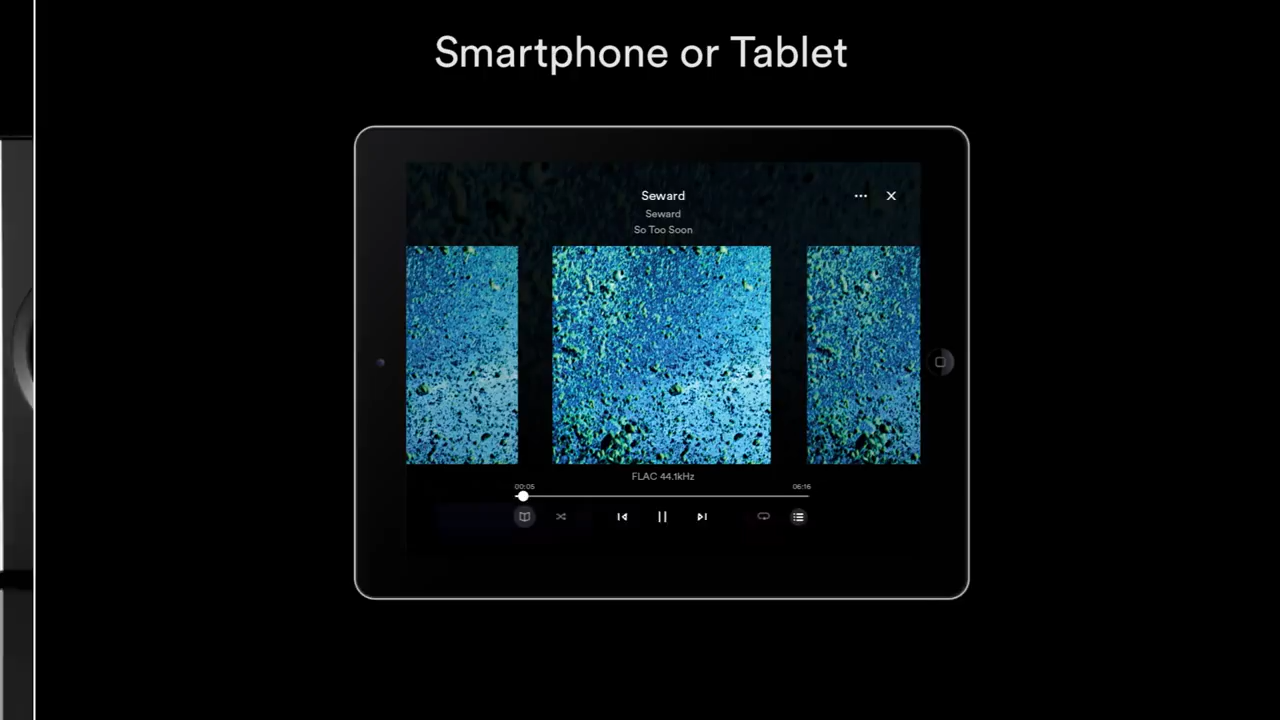 Smartphone or Tablet
Seward
Seward
So Too Soon
FLAC 44.1kHz
00:05
06:16